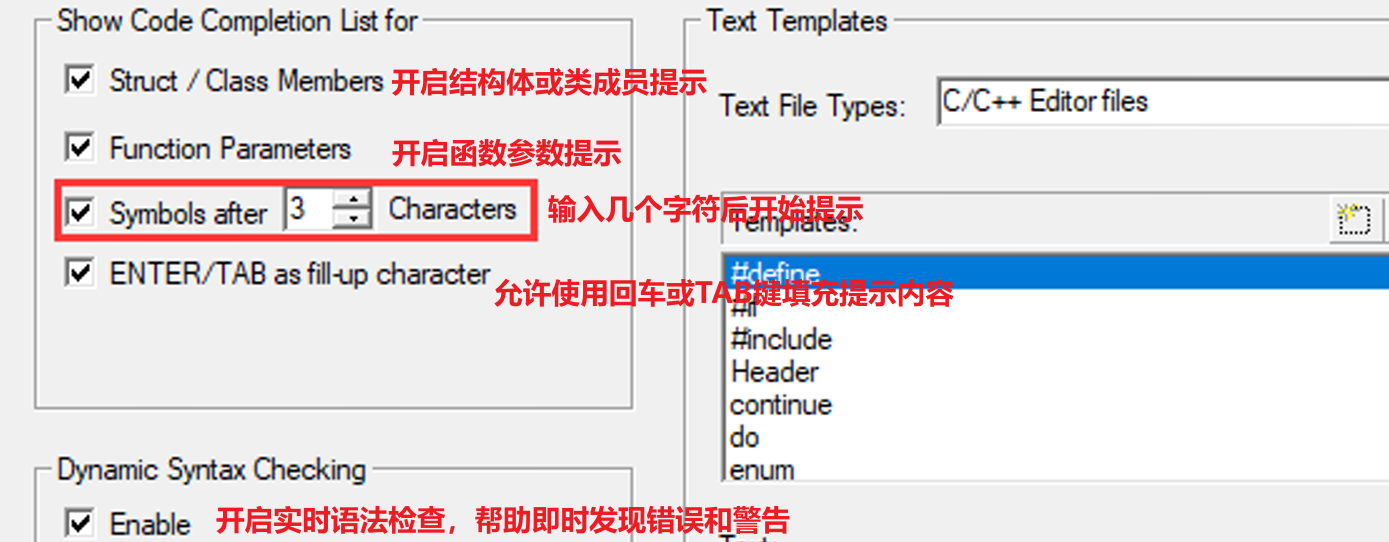 Show Code Completion List for
Struct / Class Members 开启结构体或类成员提示
Function Parameters 开启函数参数提示
Symbols after 3 Characters 输入几个字符后开始提示
ENTER/TAB as fill-up character 允许使用回车或TAB键填充提示内容
Dynamic Syntax Checking
Enable 开启实时语法检查，帮助即时发现错误和警告
Text Templates
Text File Types: C/C++ Editor files
Templates:
#define
#if
#include
Header
continue
do
enum